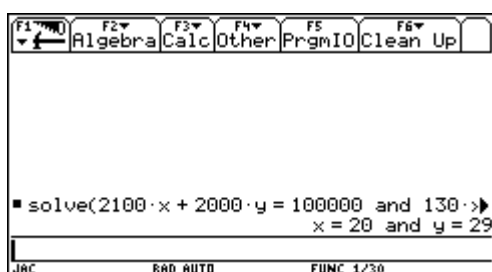 F1 F2 Algebra F3 Calc F4 Other F5 PrgmIO F6 Clean Up
solve(2100·x + 2000·y = 100000 and 130·x
x = 20 and y = 29
JAC RAD AUTO FUNC 1/30